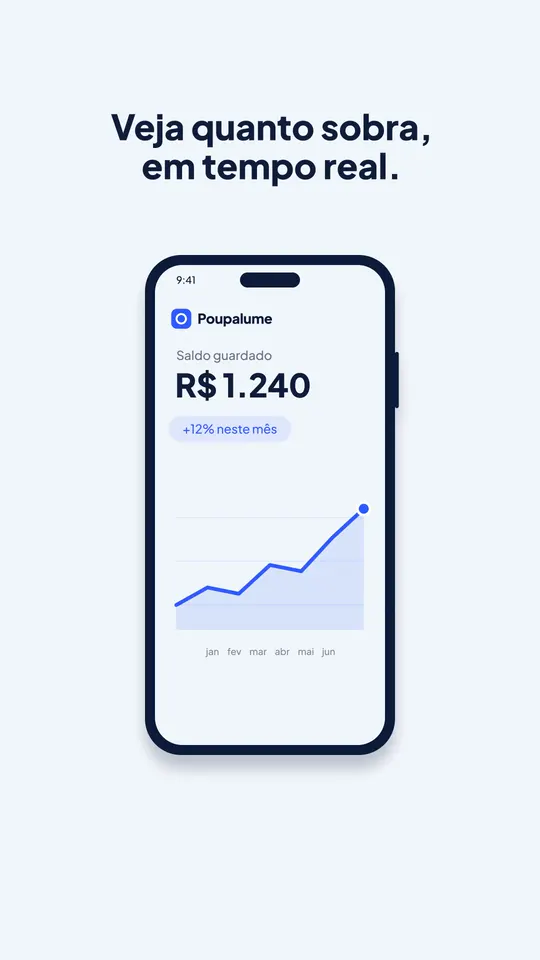 Veja quanto sobra,
em tempo real.
9:41
Poupalume
Saldo guardado
R$ 1.240
+12% neste mês
jan fev mar abr mai jun